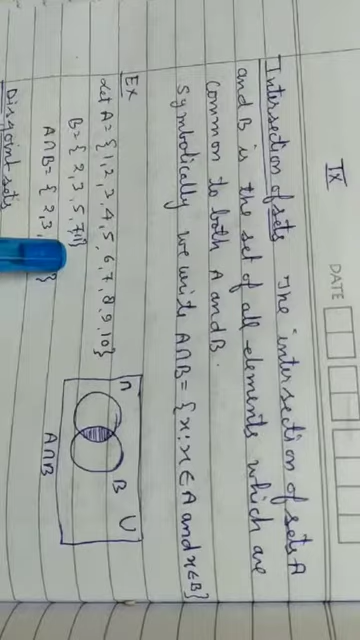 IX
DATE
Intersection of sets The intersection of sets A
and B is the set of all elements which are
common to both A and B.
Symbolically we write A∩B = {x: x ∈ A and x ∈ B}
Ex
Let A = {1, 2, 3, 4, 5, 6, 7, 8, 9, 10}
B = { 2, 3, 5, 7, 11}
A∩B = { 2, 3, }
B
U
A∩B
Disjoint sets